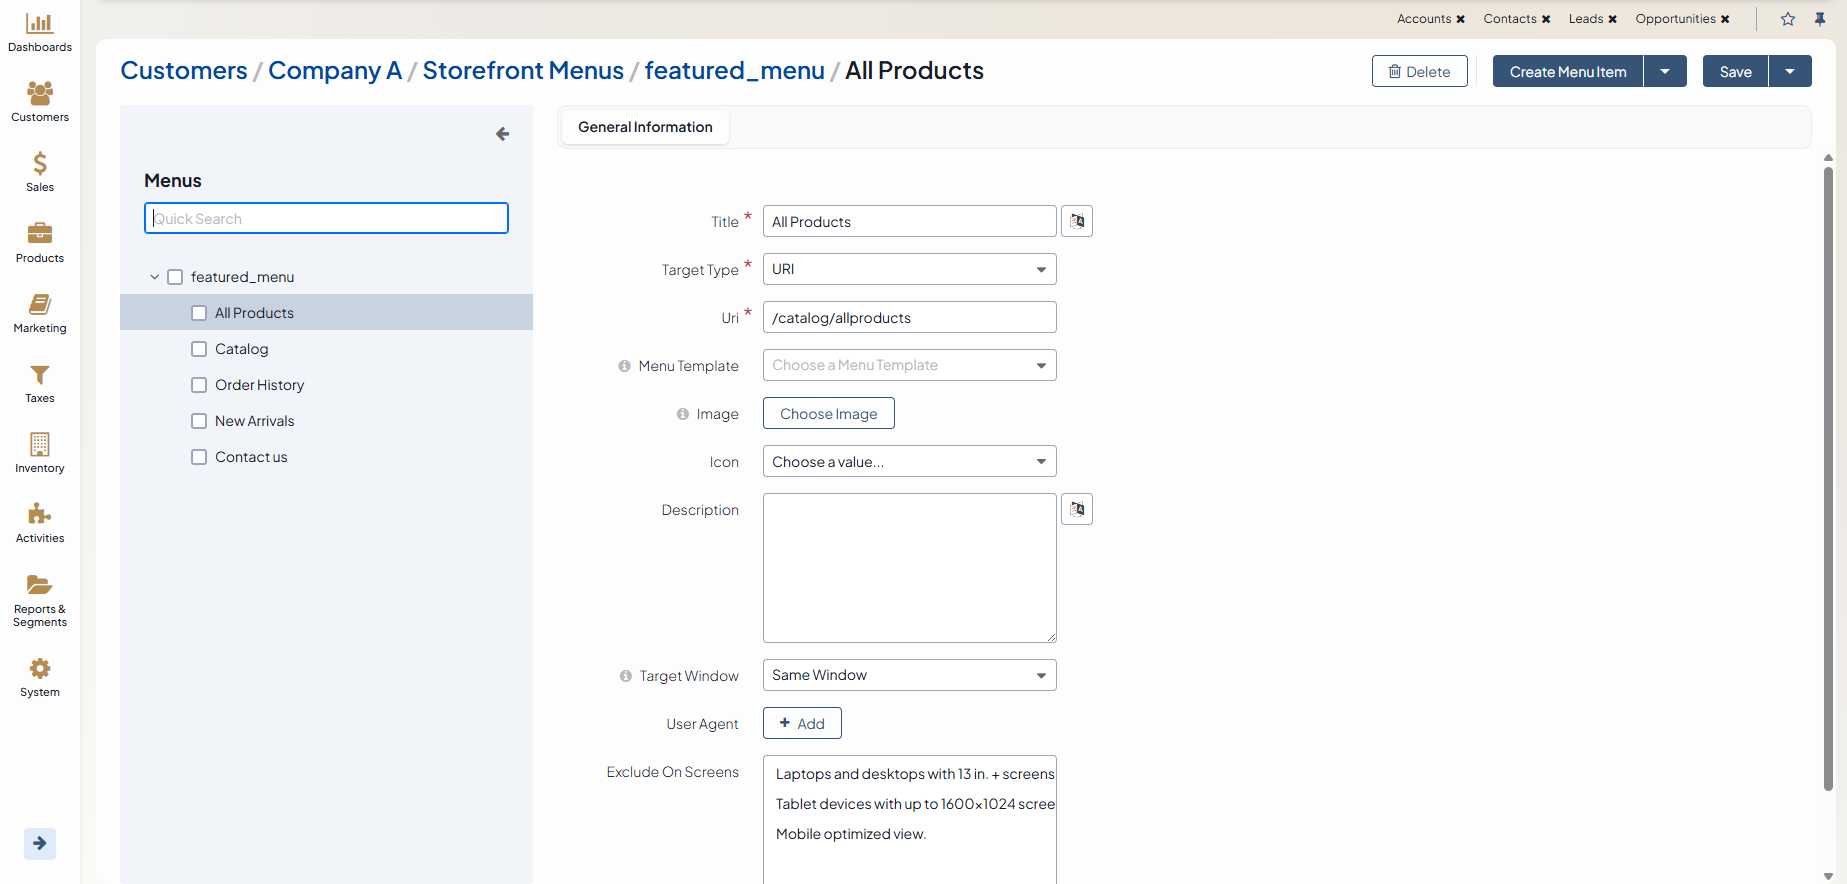 Accounts ✖ Contacts ✖ Leads ✖ Opportunities ✖
Dashboards
Customers
Sales
Products
Marketing
Taxes
Inventory
Activities
Reports &
Segments
System
Customers / Company A / Storefront Menus / featured_menu / All Products
Delete
Create Menu Item
Save
Menus
Quick Search
featured_menu
All Products
Catalog
Order History
New Arrivals
Contact us
General Information
Title * All Products
Target Type * URI
Uri * /catalog/allproducts
Menu Template Choose a Menu Template
Image Choose Image
Icon Choose a value...
Description
Target Window Same Window
User Agent + Add
Exclude On Screens
Laptops and desktops with 13 in. + screens
Tablet devices with up to 1600×1024 scree
Mobile optimized view.